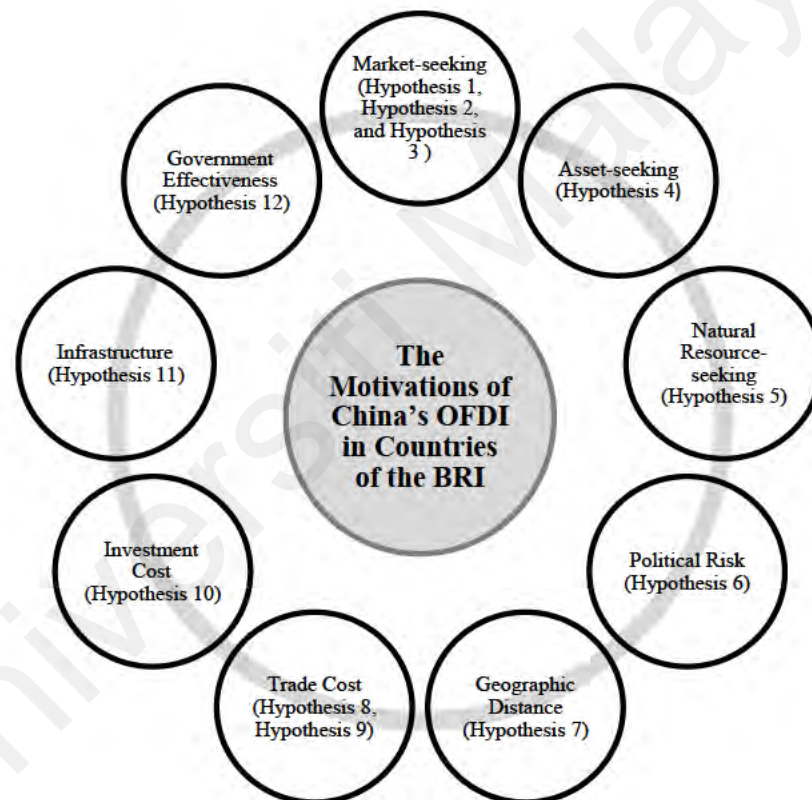 Market-seeking
(Hypothesis 1,
Hypothesis 2,
and Hypothesis
3 )
Asset-seeking
(Hypothesis 4)
Natural
Resource-
seeking
(Hypothesis 5)
Political Risk
(Hypothesis 6)
Geographic
Distance
(Hypothesis 7)
Trade Cost
(Hypothesis 8,
Hypothesis 9)
Investment
Cost
(Hypothesis 10)
Infrastructure
(Hypothesis 11)
Government
Effectiveness
(Hypothesis 12)
The
Motivations of
China's OFDI
in Countries
of the BRI
niversiti Malay